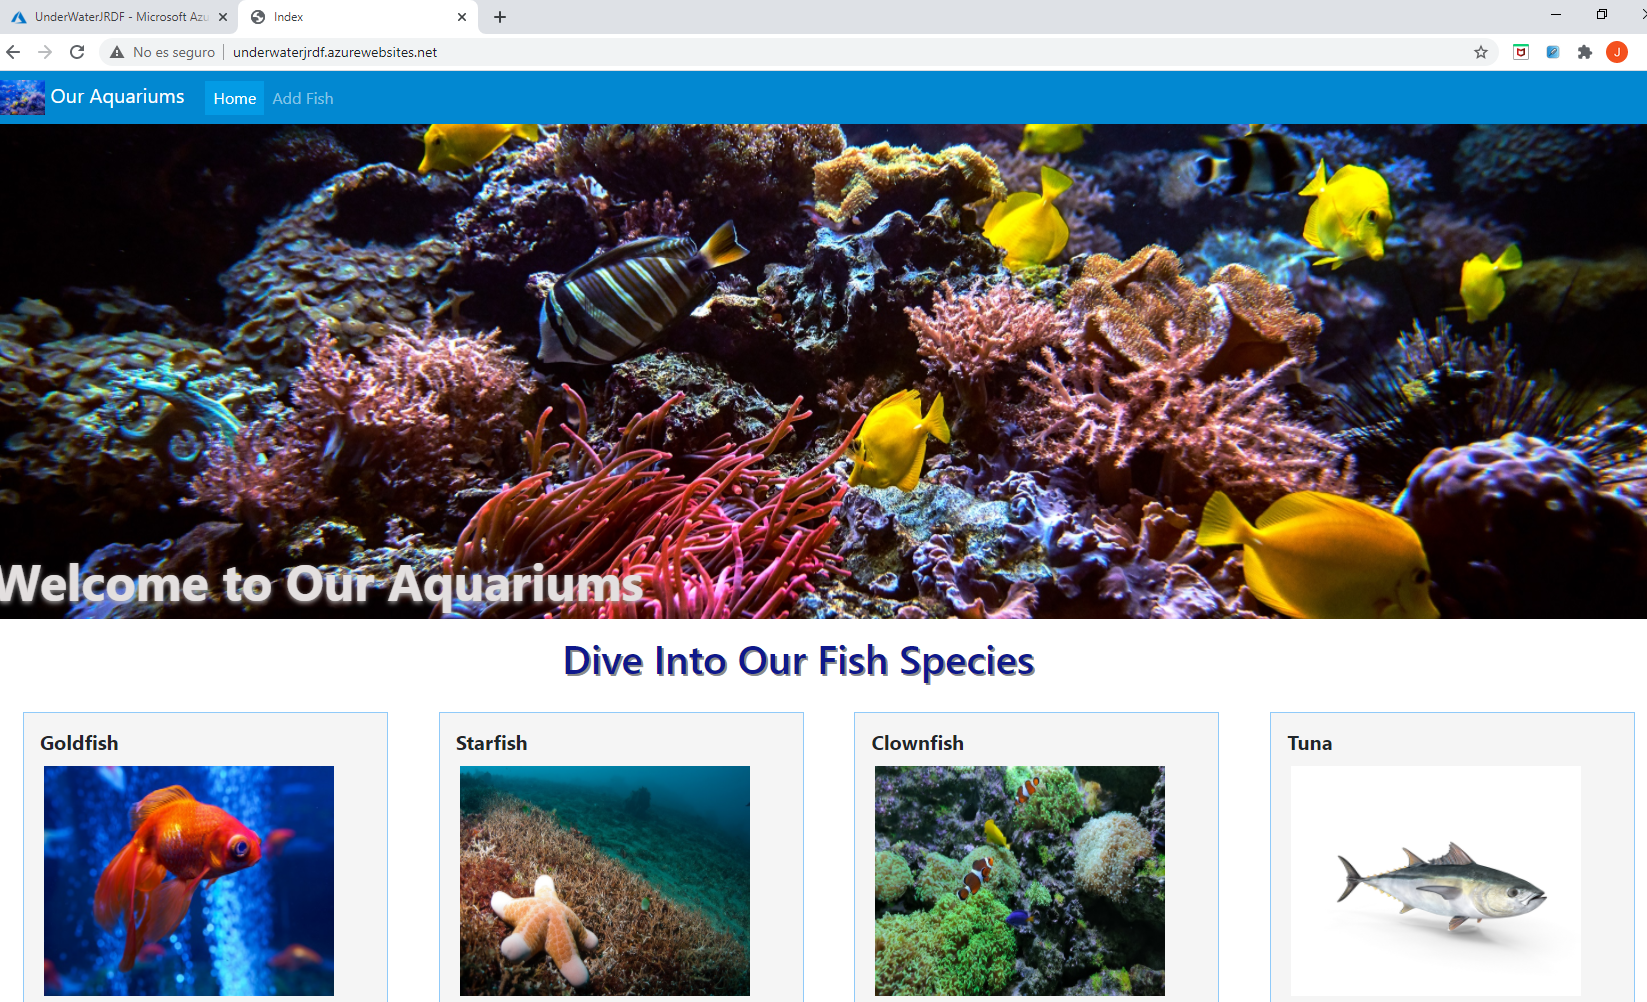 UnderWaterJRDF - Microsoft Azu
Index
No es seguro
underwaterjrdf.azurewebsites.net
J
Our Aquariums
Home
Add Fish
Welcome to Our Aquariums
Dive Into Our Fish Species
Goldfish
Starfish
Clownfish
Tuna